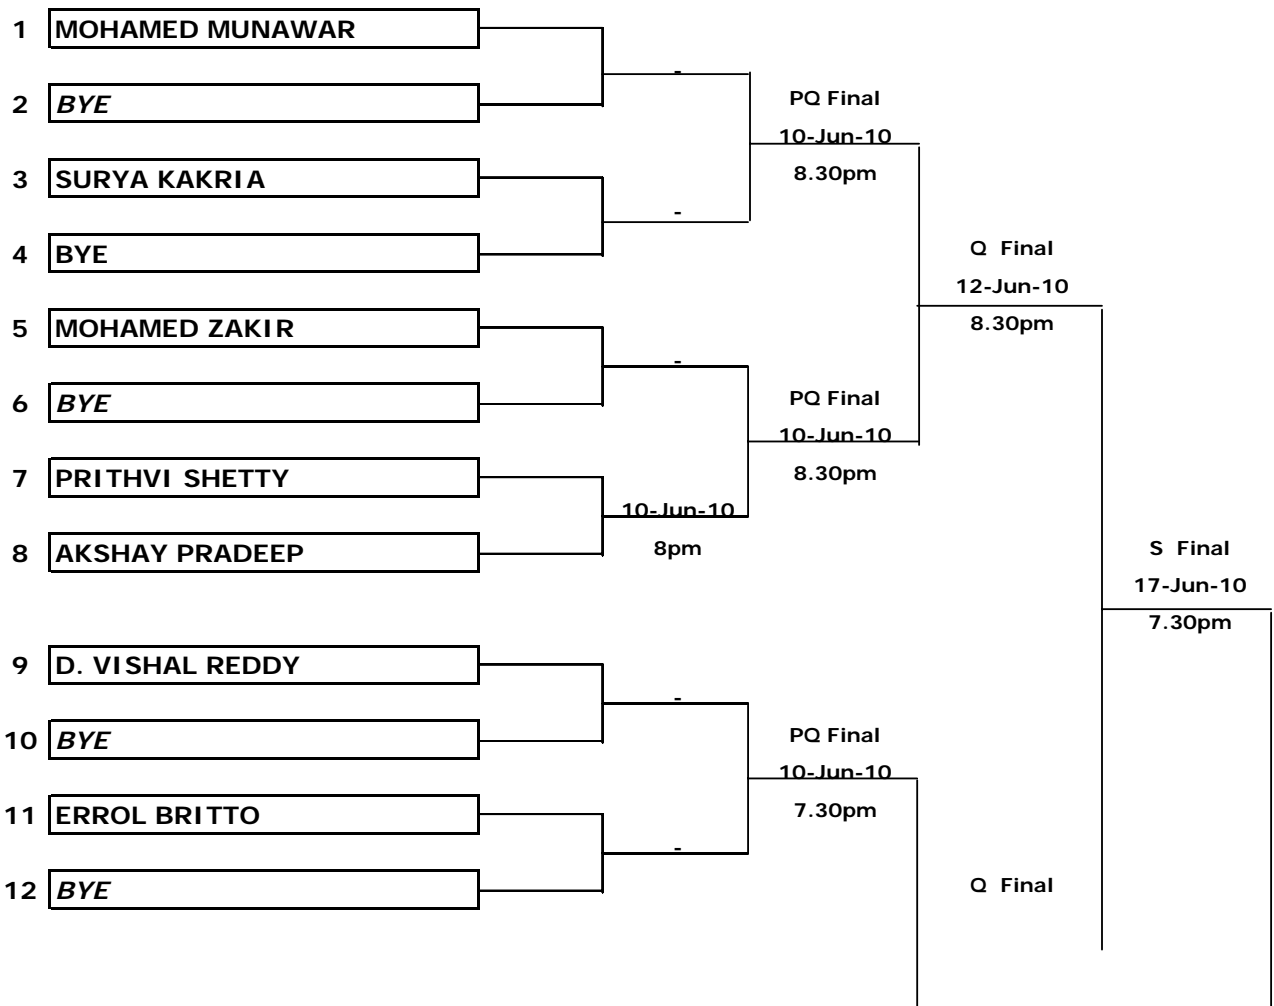 1 MOHAMED MUNAWAR
-
2 BYE
PQ Final
10-Jun-10
8.30pm
3 SURYA KAKRIA
-
4 BYE
Q Final
12-Jun-10
8.30pm
5 MOHAMED ZAKIR
-
6 BYE
PQ Final
10-Jun-10
8.30pm
7 PRITHVI SHETTY
10-Jun-10
8pm
8 AKSHAY PRADEEP
S Final
17-Jun-10
7.30pm
9 D. VISHAL REDDY
-
10 BYE
PQ Final
10-Jun-10
7.30pm
11 ERROL BRITTO
-
12 BYE
Q Final